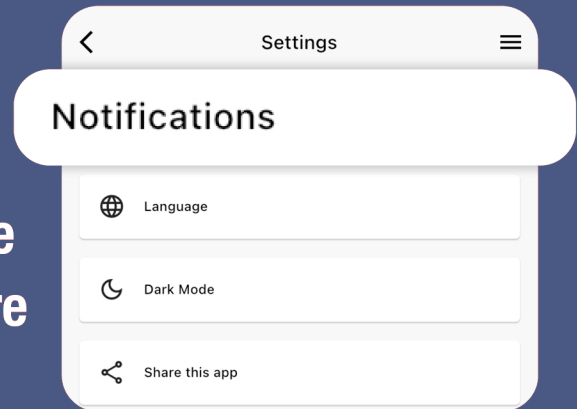 Settings
Notifications
Language
Dark Mode
Share this app